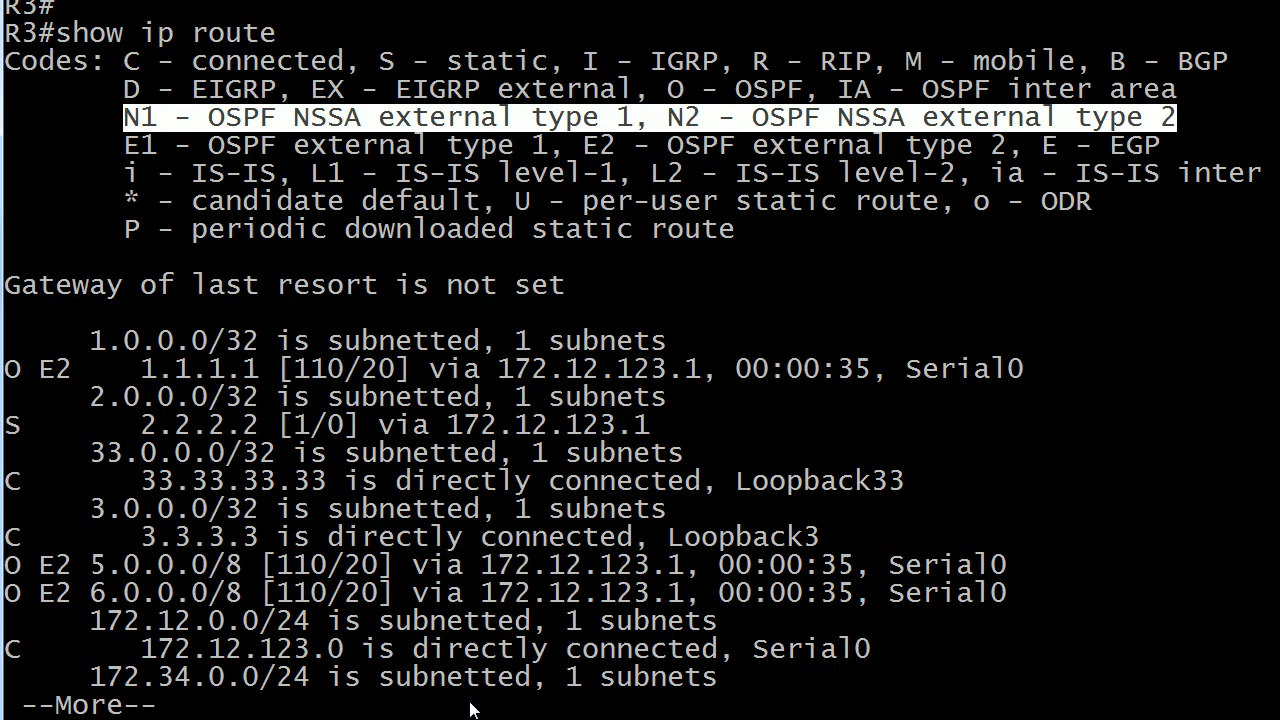 R3#
R3#show ip route
Codes: C - connected, S - static, I - IGRP, R - RIP, M - mobile, B - BGP
D - EIGRP, EX - EIGRP external, O - OSPF, IA - OSPF inter area
N1 - OSPF NSSA external type 1, N2 - OSPF NSSA external type 2
E1 - OSPF external type 1, E2 - OSPF external type 2, E - EGP
i - IS-IS, L1 - IS-IS level-1, L2 - IS-IS level-2, ia - IS-IS inter
* - candidate default, U - per-user static route, o - ODR
P - periodic downloaded static route
Gateway of last resort is not set
1.0.0.0/32 is subnetted, 1 subnets
O E2 1.1.1.1 [110/20] via 172.12.123.1, 00:00:35, Serial0
2.0.0.0/32 is subnetted, 1 subnets
S 2.2.2.2 [1/0] via 172.12.123.1
33.0.0.0/32 is subnetted, 1 subnets
C 33.33.33.33 is directly connected, Loopback33
3.0.0.0/32 is subnetted, 1 subnets
C 3.3.3.3 is directly connected, Loopback3
O E2 5.0.0.0/8 [110/20] via 172.12.123.1, 00:00:35, Serial0
O E2 6.0.0.0/8 [110/20] via 172.12.123.1, 00:00:35, Serial0
172.12.0.0/24 is subnetted, 1 subnets
C 172.12.123.0 is directly connected, Serial0
172.34.0.0/24 is subnetted, 1 subnets
--More--